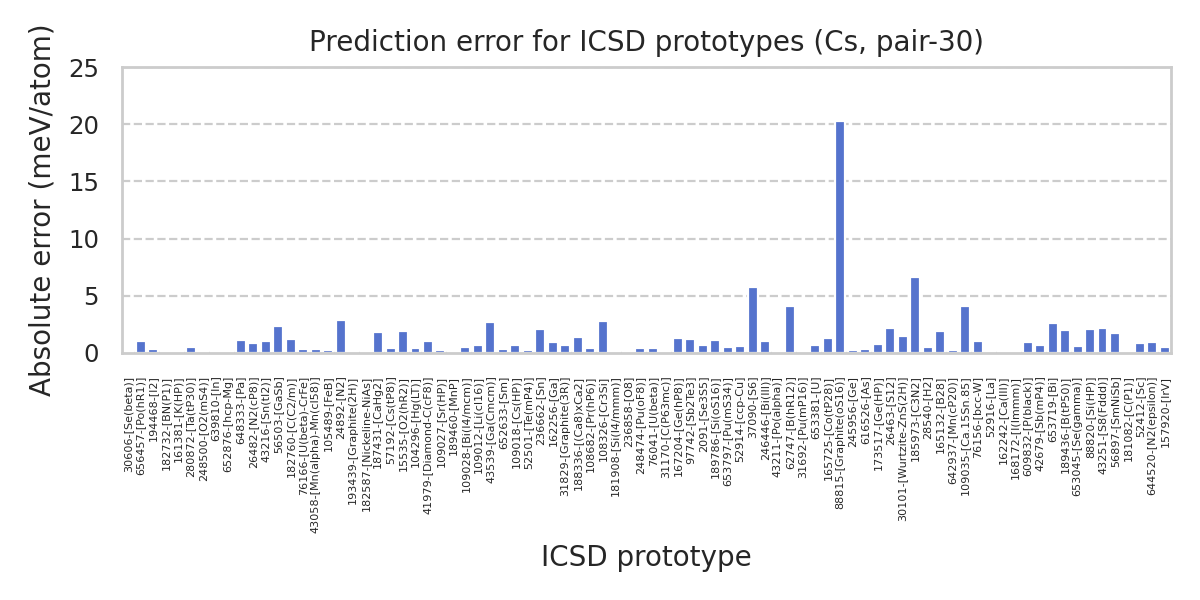 Prediction error for ICSD prototypes (Cs, pair-30)
Absolute error (meV/atom)
25
20
15
10
5
0
30606-[Se(beta)]
656457-[Po(hR1)]
194468-[I2]
182732-[BN(P1)]
161381-[K(HP)]
280872-[Ta(tP30)]
248500-[O2(mS4)]
639810-[In]
652876-[hcp-Mg]
648333-[Pa]
26482-[N2(cP8)]
43216-[Sn(tI2)]
56503-[GaSb]
182760-[C(C2/m)]
76166-[U(beta)-CrFe]
43058-[Mn(alpha)-Mn(cI58)]
105489-[FeB]
24892-[N2]
193439-[Graphite(2H)]
182587-[Nickeline-NiAs]
187431-[CaHg2]
57192-[Cs(tP8)]
15535-[O2(hR2)]
104296-[Hg(LT)]
41979-[Diamond-C(cF8)]
109027-[Sr(HP)]
189460-[MnP]
109028-[Bi(I4/mcm)]
109012-[Li(cI16)]
43539-[Ga(Cmcm)]
652633-[Sm]
109018-[Cs(HP)]
52501-[Te(mP4)]
236662-[Sn]
162256-[Ga]
31829-[Graphite(3R)]
188336-[(Ca8)xCa2]
108682-[Pr(hP6)]
108326-[Cr3Si]
181908-[Si(I4/mmm)]
236858-[O8]
248474-[Pu(oF8)]
76041-[U(beta)]
31170-[C(P63mc)]
167204-[Ge(hP8)]
97742-[Sb2Te3]
2091-[Se3S5]
189786-[Si(oS16)]
653797-[Pu(mS34)]
52914-[ccp-Cu]
37090-[S6]
246446-[Bi(III)]
43211-[Po(alpha)]
62747-[B(hR12)]
31692-[Pu(mP16)]
653381-[U]
165725-[Co(tP28)]
88815-[Graphite(oS16)]
245956-[Ge]
616526-[As]
173517-[Ge(HP)]
26463-[S12]
30101-[Wurtzite-ZnS(2H)]
185973-[C3N2]
28540-[H2]
165132-[B28]
642937-[Mn(cP20)]
109035-[Ca.15Sn.85]
76156-[bcc-W]
52916-[La]
162242-[Ca(III)]
168172-[I(Immm)]
609832-[P(black)]
42679-[Sb(mP4)]
653719-[Bi]
189436-[B(tP50)]
653045-[Se(gamma)]
88820-[Si(HP)]
43251-[S8(Fddd)]
56897-[SmNiSb]
181082-[C(P1)]
52412-[Sc]
644520-[N2(epsilon)]
157920-[IrV]
ICSD prototype